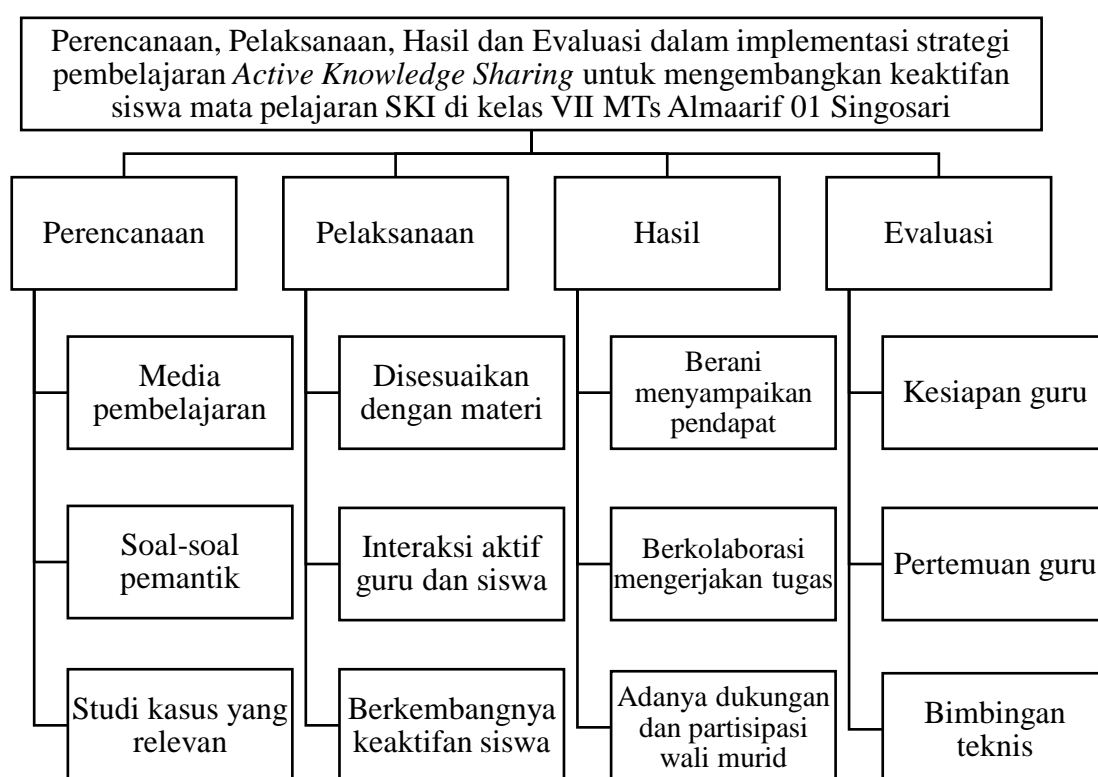 Perencanaan, Pelaksanaan, Hasil dan Evaluasi dalam implementasi strategi
pembelajaran Active Knowledge Sharing untuk mengembangkan keaktifan
siswa mata pelajaran SKI di kelas VII MTs Almaarif 01 Singosari
Perencanaan
Media
pembelajaran
Soal-soal
pemantik
Studi kasus yang
relevan
Pelaksanaan
Disesuaikan
dengan materi
Interaksi aktif
guru dan siswa
Berkembangnya
keaktifan siswa
Hasil
Berani
menyampaikan
pendapat
Berkolaborasi
mengerjakan tugas
Adanya dukungan
dan partisipasi
wali murid
Evaluasi
Kesiapan guru
Pertemuan guru
Bimbingan
teknis